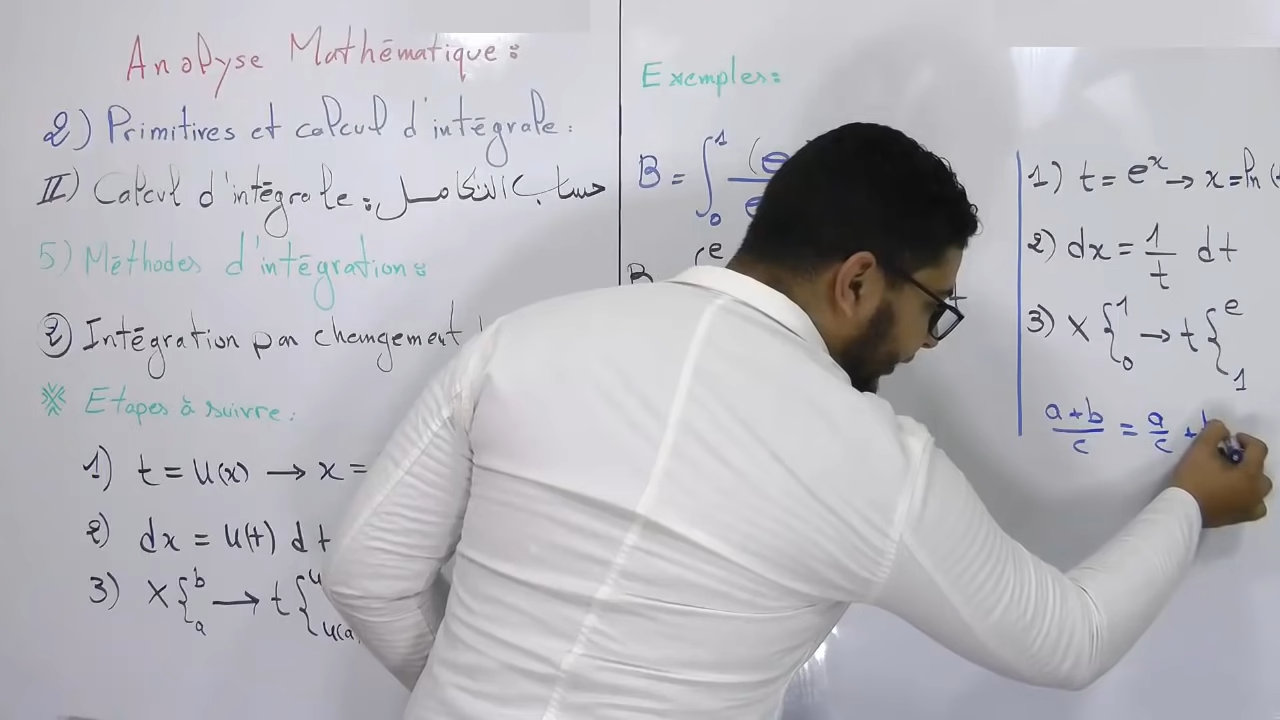 Analyse Mathématique:
2) Primitives et calcul d'intégrale:
II) Calcul d'intégrale: حساب التكامل
5) Méthodes d'intégration:
2) Intégration par changement
※ Etapes à suivre:
1) t = U(x) → x =
2) dx = U(t) dt
3) X {ᵇₐ → t { U(a
Exemples:
B = ∫₀¹ (e
B e
t
1) t = eˣ → x = ln(
2) dx = 1/t dt
3) X {¹₀ → t {ᵉ₁
a+b/c = a/c +